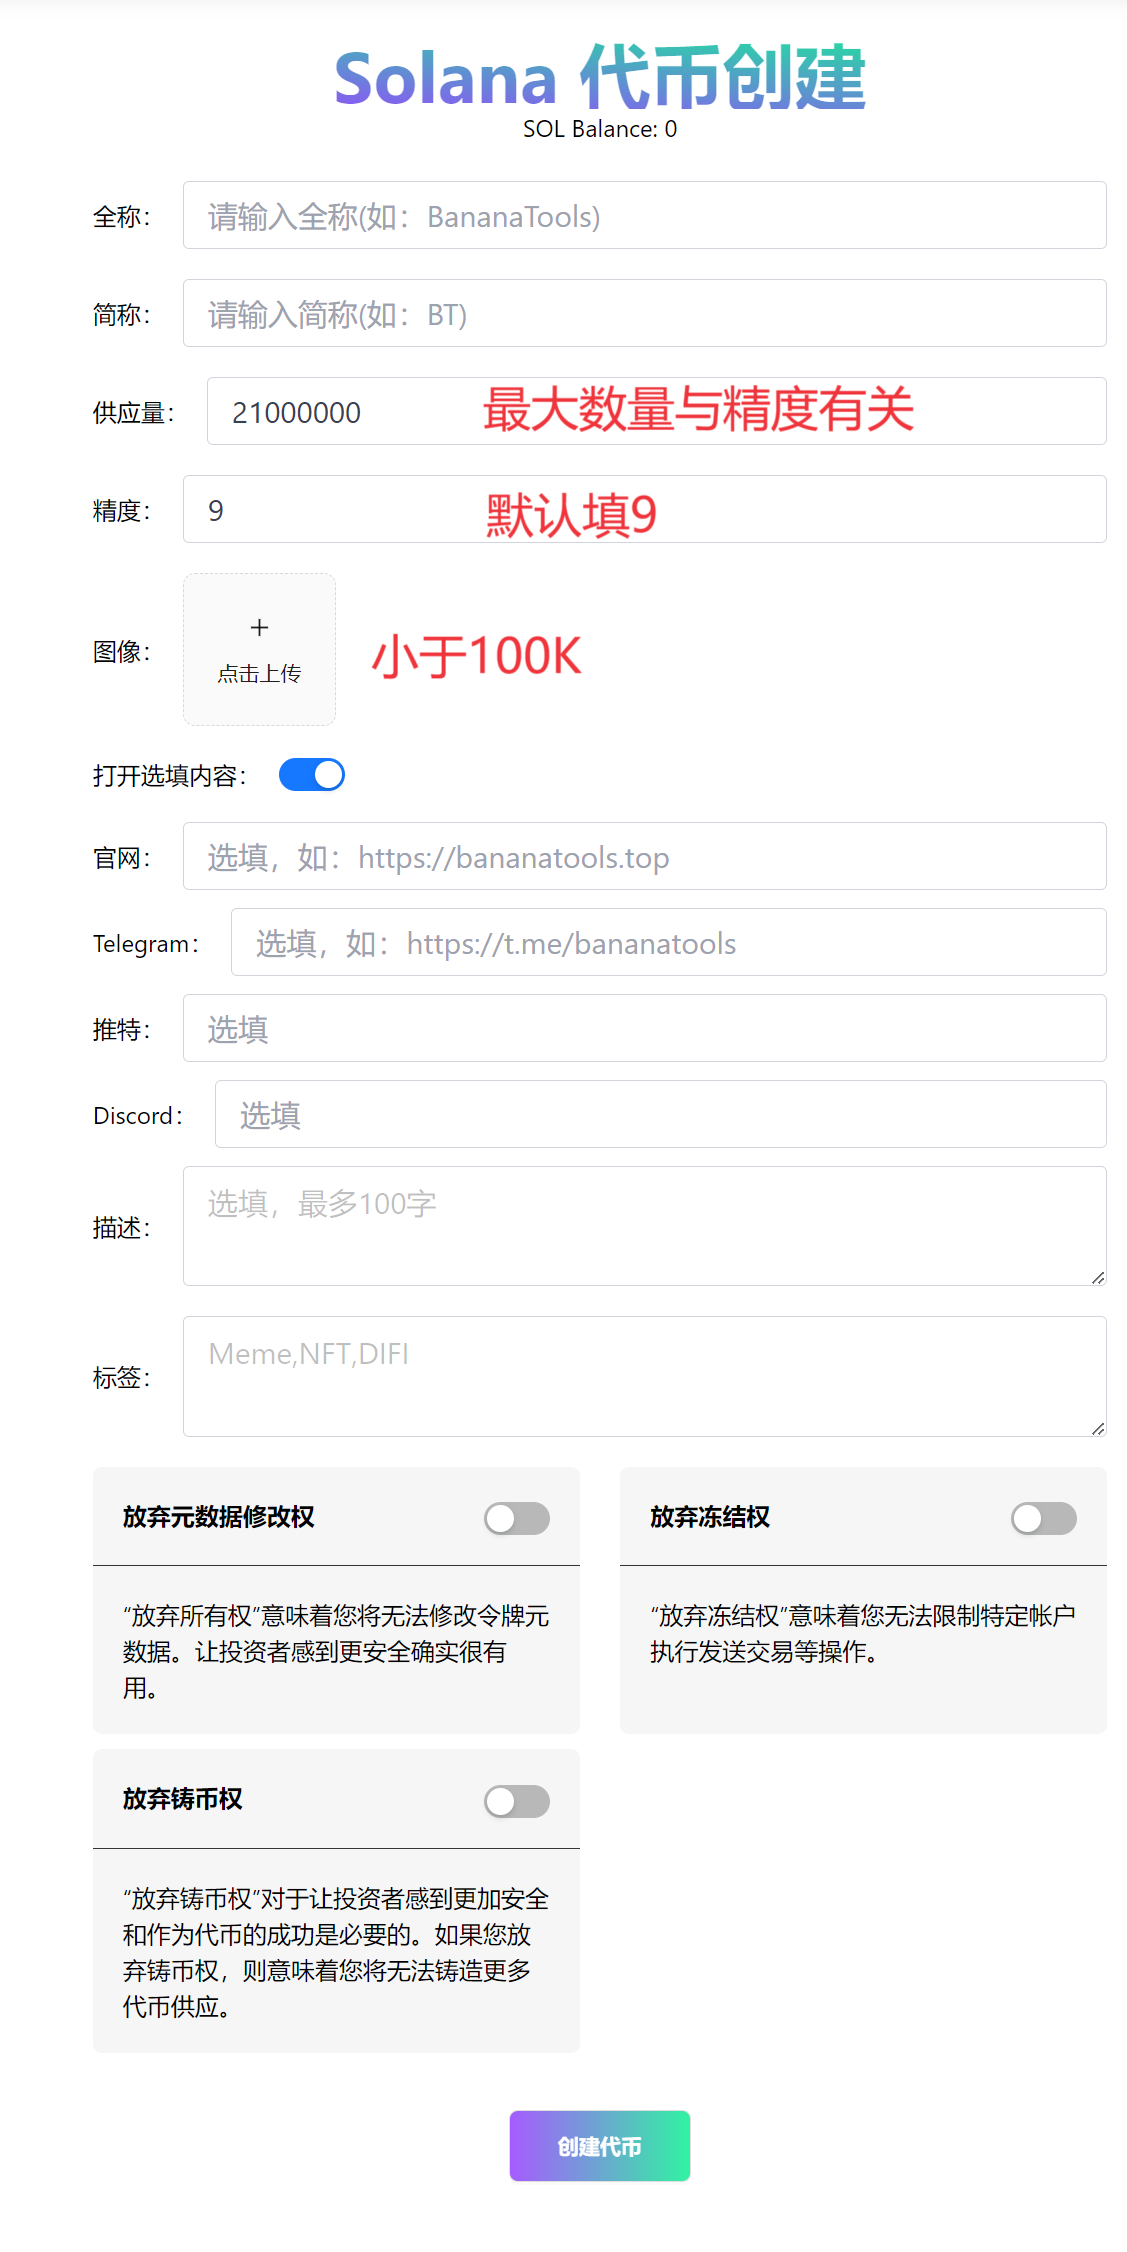 Solana 代币创建
SOL Balance: 0
全称： 请输入全称(如：BananaTools)
简称： 请输入简称(如：BT)
供应量： 21000000 最大数量与精度有关
精度： 9 默认填9
+
图像： 点击上传 小于100K
打开选填内容：
官网： 选填，如：https://bananatools.top
Telegram： 选填，如：https://t.me/bananatools
推特： 选填
Discord： 选填
描述： 选填，最多100字
标签： Meme,NFT,DIFI
放弃元数据修改权
“放弃所有权”意味着您将无法修改令牌元
数据。让投资者感到更安全确实很有
用。
放弃冻结权
“放弃冻结权”意味着您无法限制特定帐户
执行发送交易等操作。
放弃铸币权
“放弃铸币权”对于让投资者感到更加安全
和作为代币的成功是必要的。如果您放
弃铸币权，则意味着您将无法铸造更多
代币供应。
创建代币